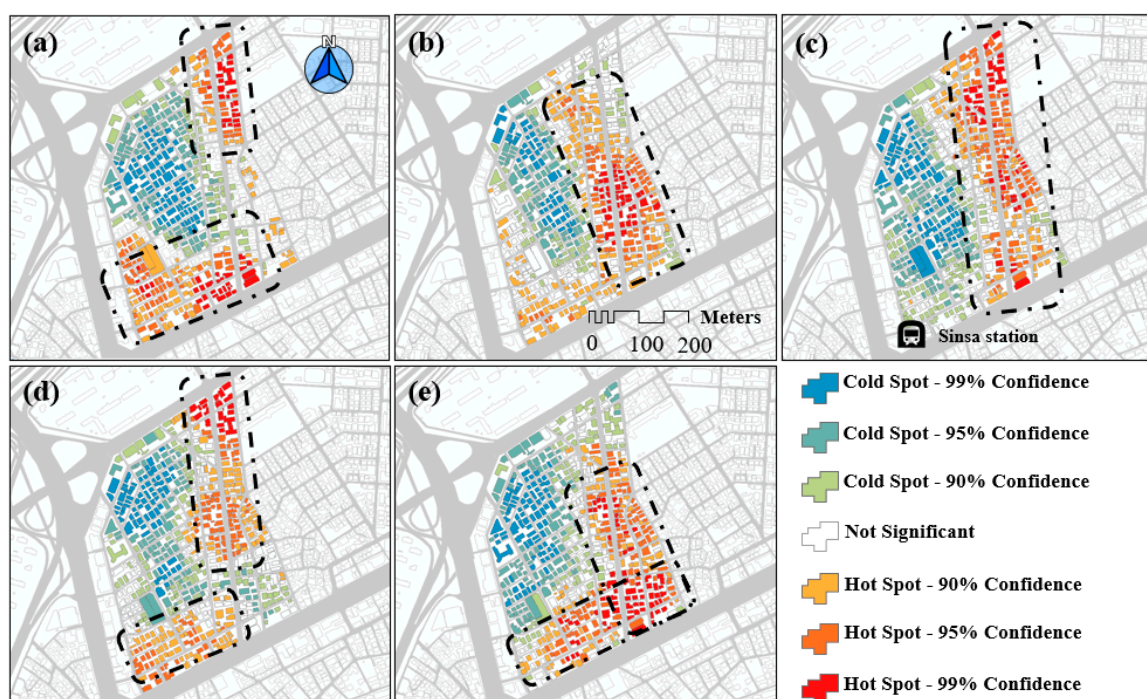 (a)
N
(b)
Meters
0 100 200
(c)
Sinsa station
(d)
(e)
Cold Spot - 99% Confidence
Cold Spot - 95% Confidence
Cold Spot - 90% Confidence
Not Significant
Hot Spot - 90% Confidence
Hot Spot - 95% Confidence
Hot Spot - 99% Confidence